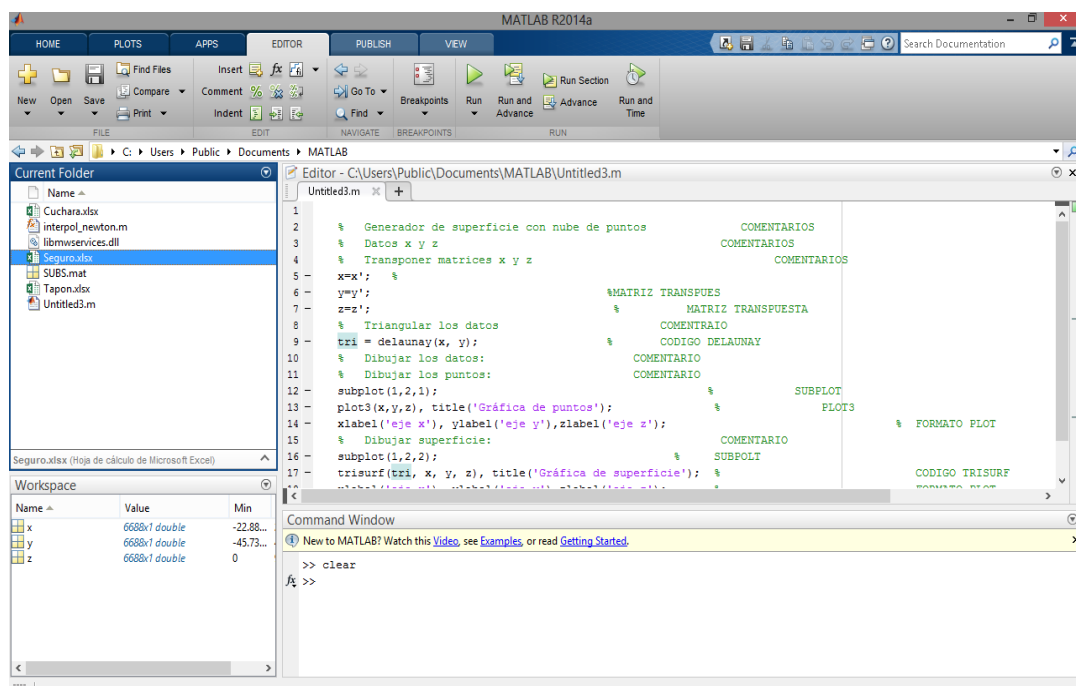 MATLAB R2014a
HOME PLOTS APPS EDITOR PUBLISH VIEW Search Documentation
Find Files Insert fx
New Open Save Compare Comment Go To Breakpoints Run Run and Advance Run Section Advance Run and Time
Print Indent Find
FILE EDIT NAVIGATE BREAKPOINTS RUN
C: Users Public Documents MATLAB
Current Folder
Name
Cuchara.xlsx
interpol_newton.m
libmwservices.dll
Seguro.xlsx
SUBS.mat
Tapon.xlsx
Untitled3.m
Seguro.xlsx (Hoja de cálculo de Microsoft Excel)
Workspace
Name Value Min
x 6688x1 double -22.88...
y 6688x1 double -45.73...
z 6688x1 double 0
Editor - C:\Users\Public\Documents\MATLAB\Untitled3.m
Untitled3.m × +
1
2 % Generador de superficie con nube de puntos COMENTARIOS
3 % Datos x y z COMENTARIOS
4 % Transponer matrices x y z COMENTARIOS
5 – x=x'; %
6 – y=y'; %MATRIZ TRANSPUES
7 – z=z'; % MATRIZ TRANSPUESTA
8 % Triangular los datos COMENTRAIO
9 – tri = delaunay(x, y); % CODIGO DELAUNAY
10 % Dibujar los datos: COMENTARIO
11 % Dibujar los puntos: COMENTARIO
12 – subplot(1,2,1); % SUBPLOT
13 – plot3(x,y,z), title('Gráfica de puntos'); % PLOT3
14 – xlabel('eje x'), ylabel('eje y'),zlabel('eje z'); % FORMATO PLOT
15 % Dibujar superficie: COMENTARIO
16 – subplot(1,2,2); % SUBPOLT
17 – trisurf(tri, x, y, z), title('Gráfica de superficie'); % CODIGO TRISURF
Command Window
New to MATLAB? Watch this Video, see Examples, or read Getting Started.
>> clear
fx >>